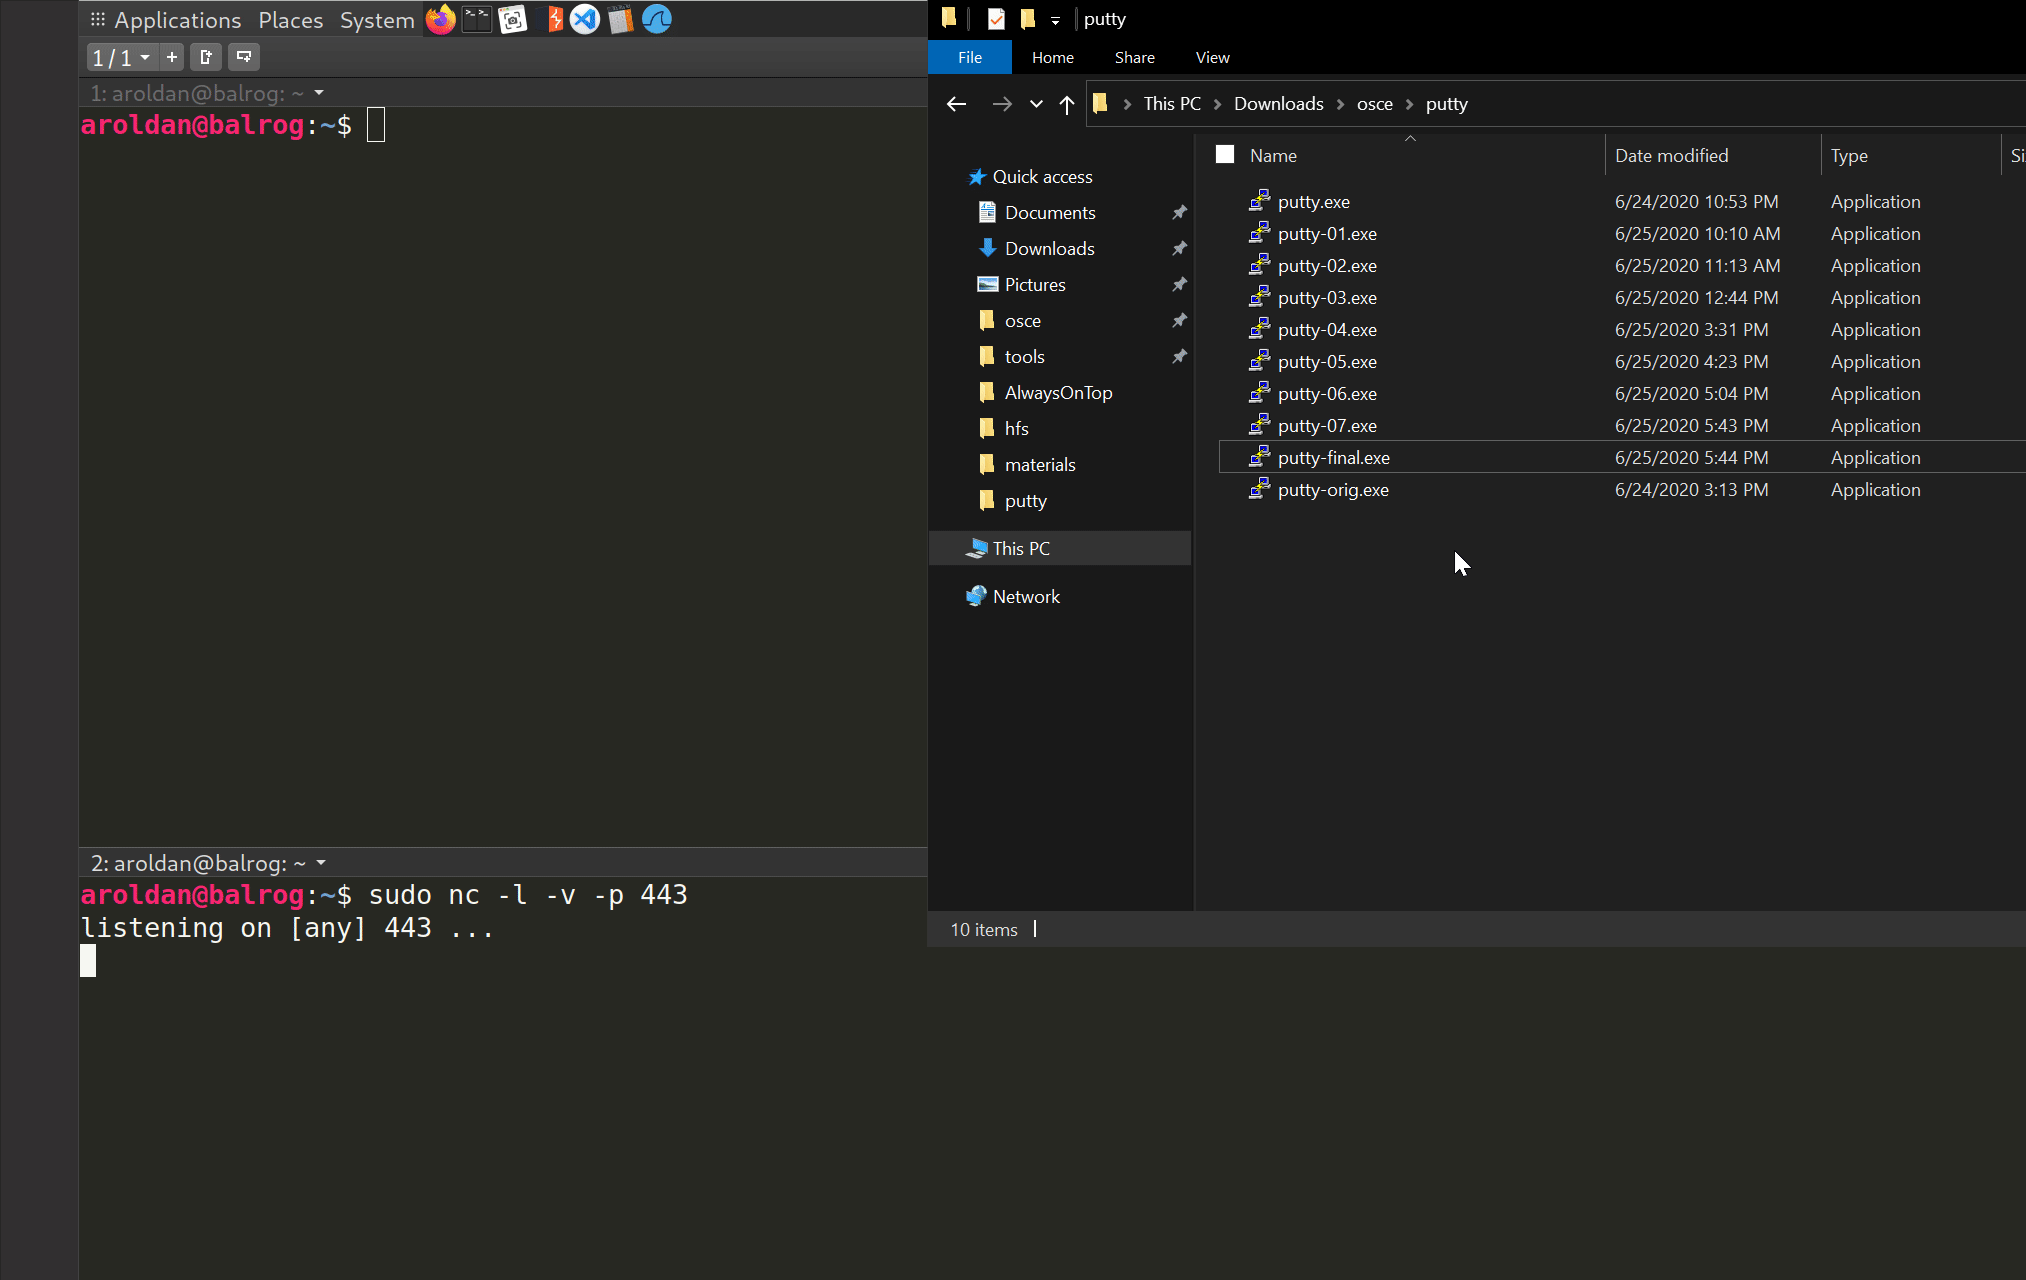 Applications Places System
1 / 1
1: aroldan@balrog: ~
aroldan@balrog:~$
2: aroldan@balrog: ~
aroldan@balrog:~$ sudo nc -l -v -p 443
listening on [any] 443 ...
putty
File Home Share View
This PC Downloads osce putty
Quick access
Documents
Downloads
Pictures
osce
tools
AlwaysOnTop
hfs
materials
putty
This PC
Network
Name Date modified Type
putty.exe 6/24/2020 10:53 PM Application
putty-01.exe 6/25/2020 10:10 AM Application
putty-02.exe 6/25/2020 11:13 AM Application
putty-03.exe 6/25/2020 12:44 PM Application
putty-04.exe 6/25/2020 3:31 PM Application
putty-05.exe 6/25/2020 4:23 PM Application
putty-06.exe 6/25/2020 5:04 PM Application
putty-07.exe 6/25/2020 5:43 PM Application
putty-final.exe 6/25/2020 5:44 PM Application
putty-orig.exe 6/24/2020 3:13 PM Application
10 items